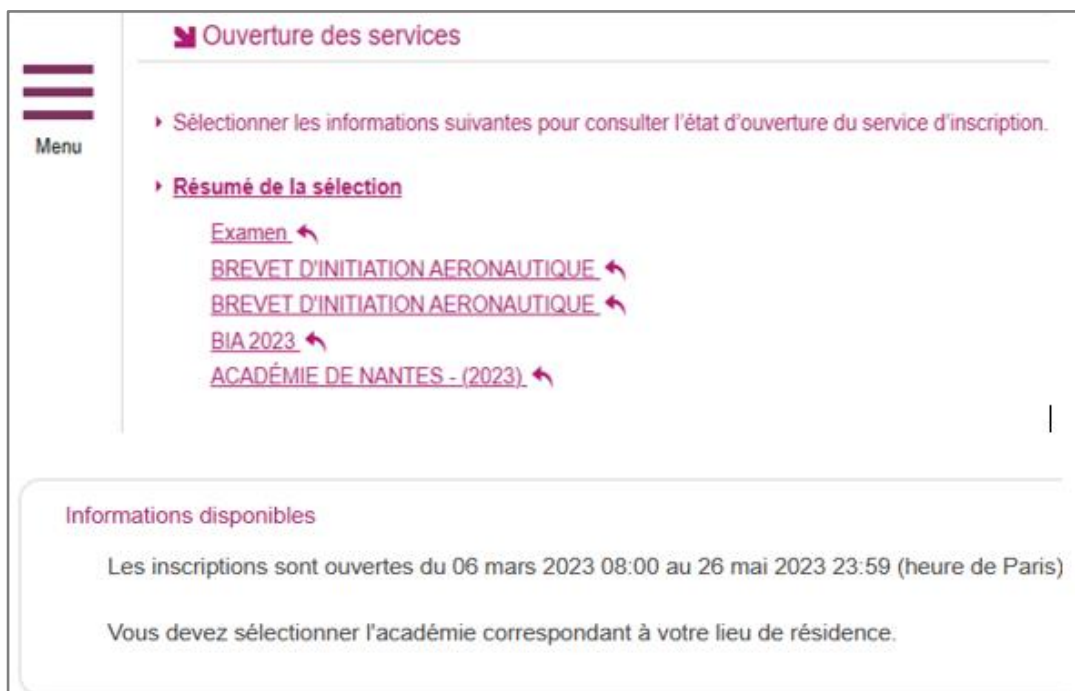 Ouverture des services
Menu
Sélectionner les informations suivantes pour consulter l'état d'ouverture du service d'inscription.
Résumé de la sélection
Examen
BREVET D'INITIATION AERONAUTIQUE
BREVET D'INITIATION AERONAUTIQUE
BIA 2023
ACADÉMIE DE NANTES - (2023)
Informations disponibles
Les inscriptions sont ouvertes du 06 mars 2023 08:00 au 26 mai 2023 23:59 (heure de Paris)
Vous devez sélectionner l'académie correspondant à votre lieu de résidence.